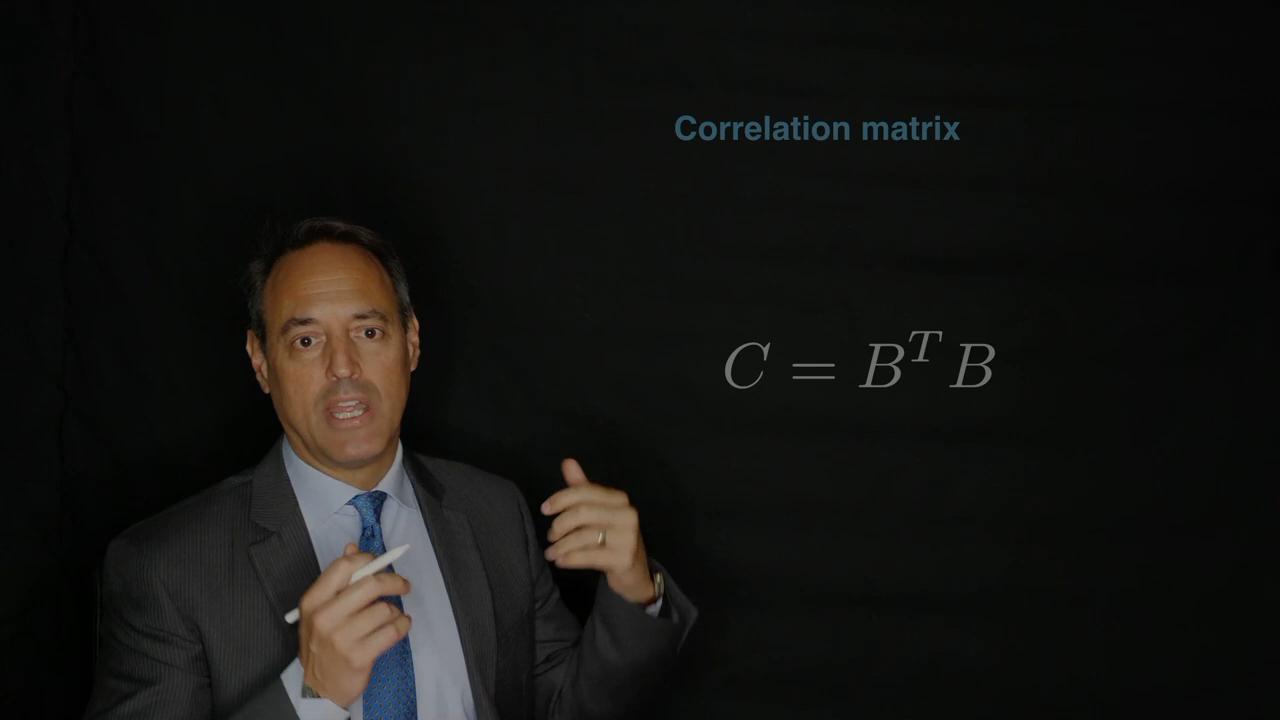 Correlation matrix
C = B^T B